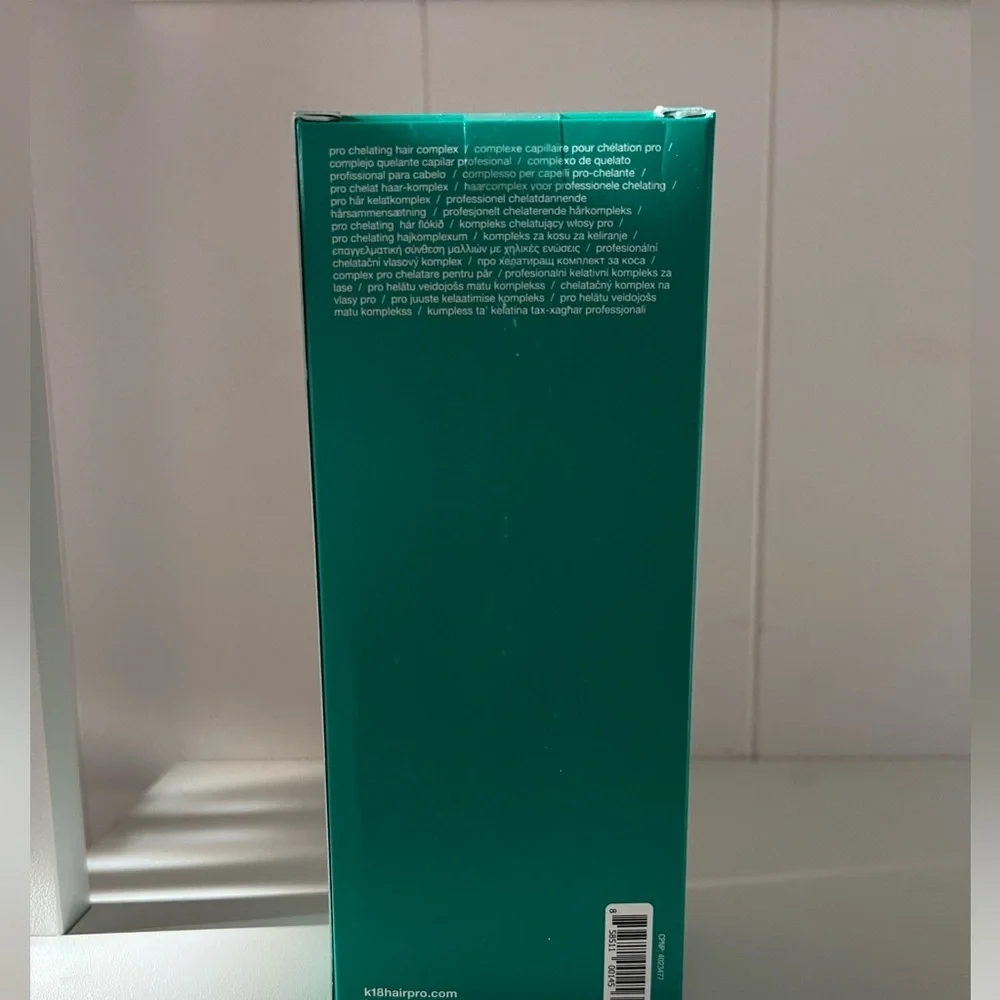 pro chelating hair complex / complexe capillaire pour chélation pro /
complejo quelante capilar profesional / complexo de quelato
profissional para cabelo / complesso per capelli pro-chelante /
pro chelat haar-komplex / haarcomplex voor professionele chelating /
pro hår kelatkomplex / professionel chelatdannende
hårsammensætning / profesjonelt chelaterende hårkompleks /
pro chelating hár flókið / kompleks chelatujący włosy pro /
pro chelating hajkomplexum / kompleks za kosu za keliranje /
επαγγελματική σύνθεση μαλλιών με χηλικές ενώσεις / profesionální
chelatační vlasový komplex / про хелатиращ комплект за коса /
complex pro chelatare pentru păr / profesionalni kelativni kompleks za
lase / pro helātu veidojošs matu komplekss / chelatačný komplex na
vlasy pro / pro juuste kelaatimise kompleks / pro helātu veidojošs
matu komplekss / kumpless ta' kelatina tax-xagħar professjonali
8 58511 00145
CPNP 4023477
k18hairpro.com